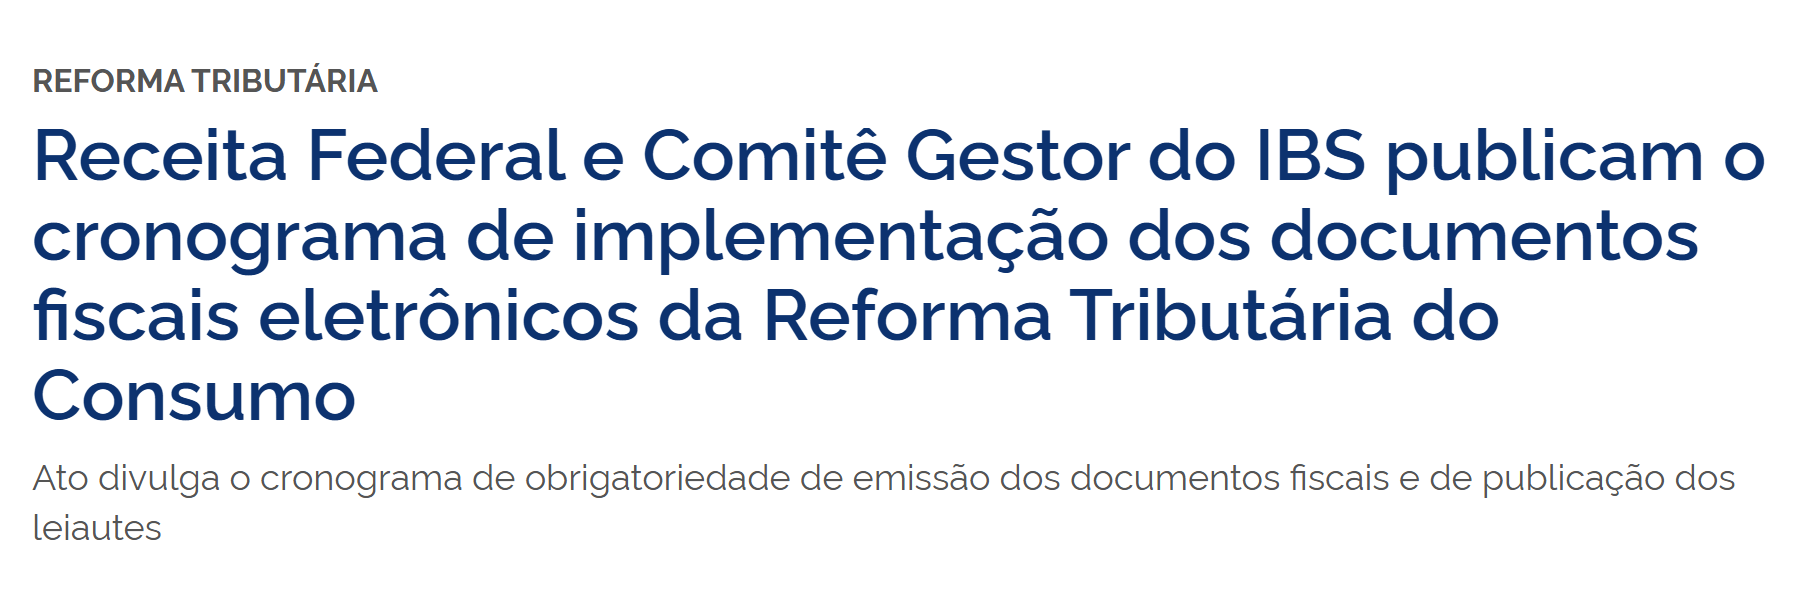 REFORMA TRIBUTÁRIA
Receita Federal e Comitê Gestor do IBS publicam o
cronograma de implementação dos documentos
fiscais eletrônicos da Reforma Tributária do
Consumo
Ato divulga o cronograma de obrigatoriedade de emissão dos documentos fiscais e de publicação dos
leiautes